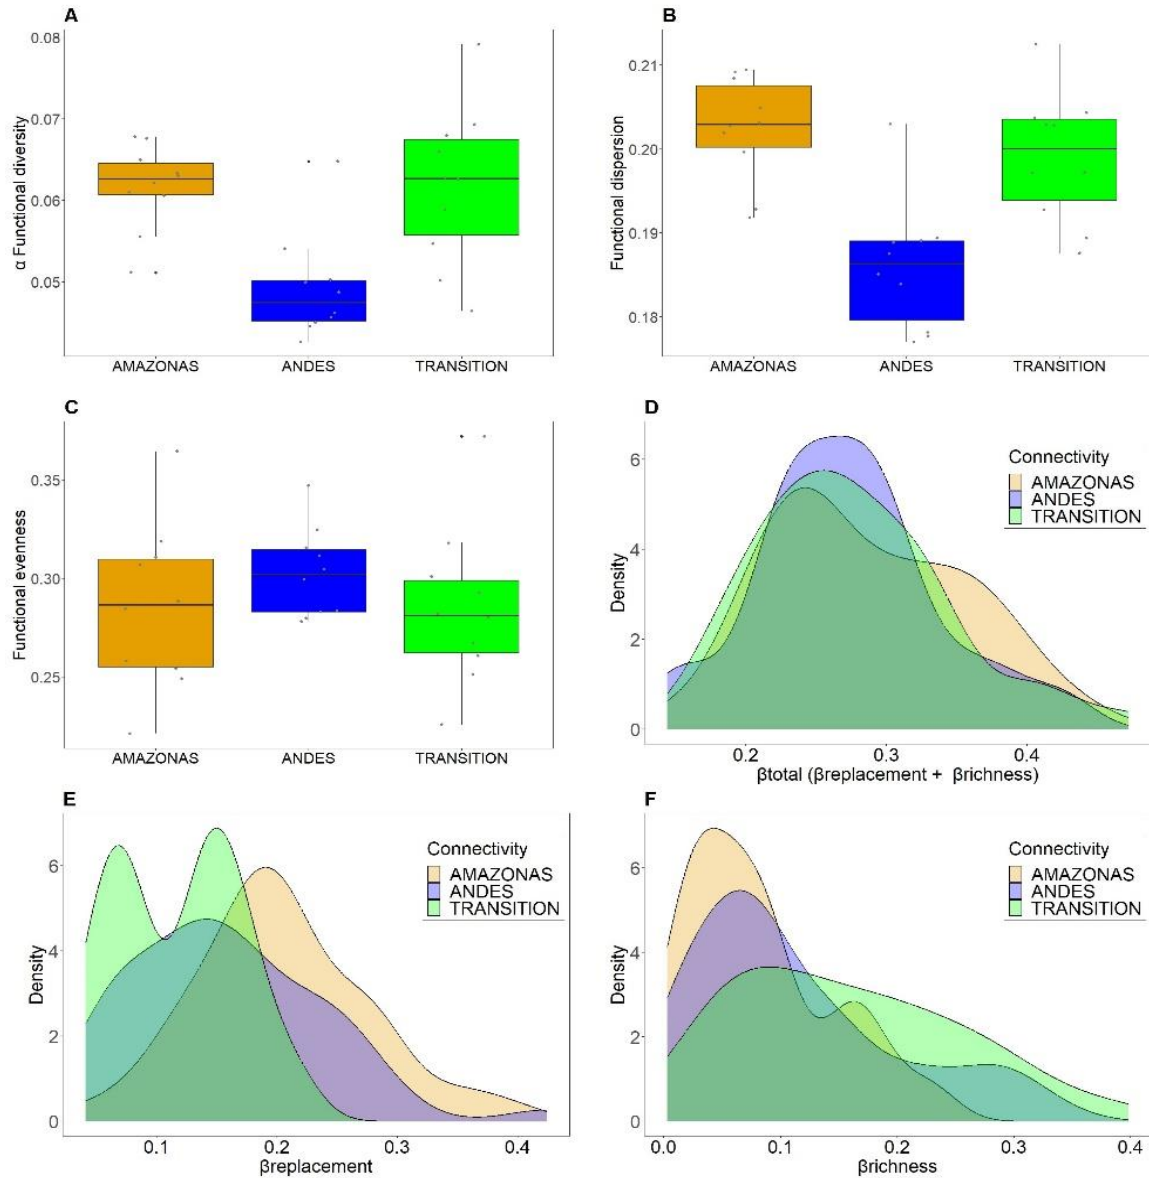 A
α Functional diversity
0.08
0.07
0.06
0.05
AMAZONAS ANDES TRANSITION
B
Functional dispersion
0.21
0.20
0.19
0.18
AMAZONAS ANDES TRANSITION
C
Functional evenness
0.35
0.30
0.25
AMAZONAS ANDES TRANSITION
D
Density
6
4
2
0
Connectivity
AMAZONAS
ANDES
TRANSITION
0.2 0.3 0.4
βtotal (βreplacement + βrichness)
E
Density
6
4
2
0
Connectivity
AMAZONAS
ANDES
TRANSITION
0.1 0.2 0.3 0.4
βreplacement
F
Density
6
4
2
0
Connectivity
AMAZONAS
ANDES
TRANSITION
0.0 0.1 0.2 0.3 0.4
βrichness